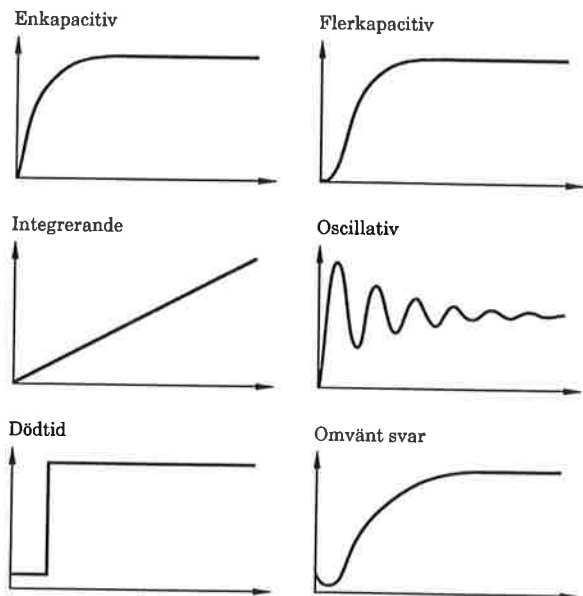 Enkapacitiv
Flerkapacitiv
Integrerande
Oscillativ
Dödtid
Omvänt svar